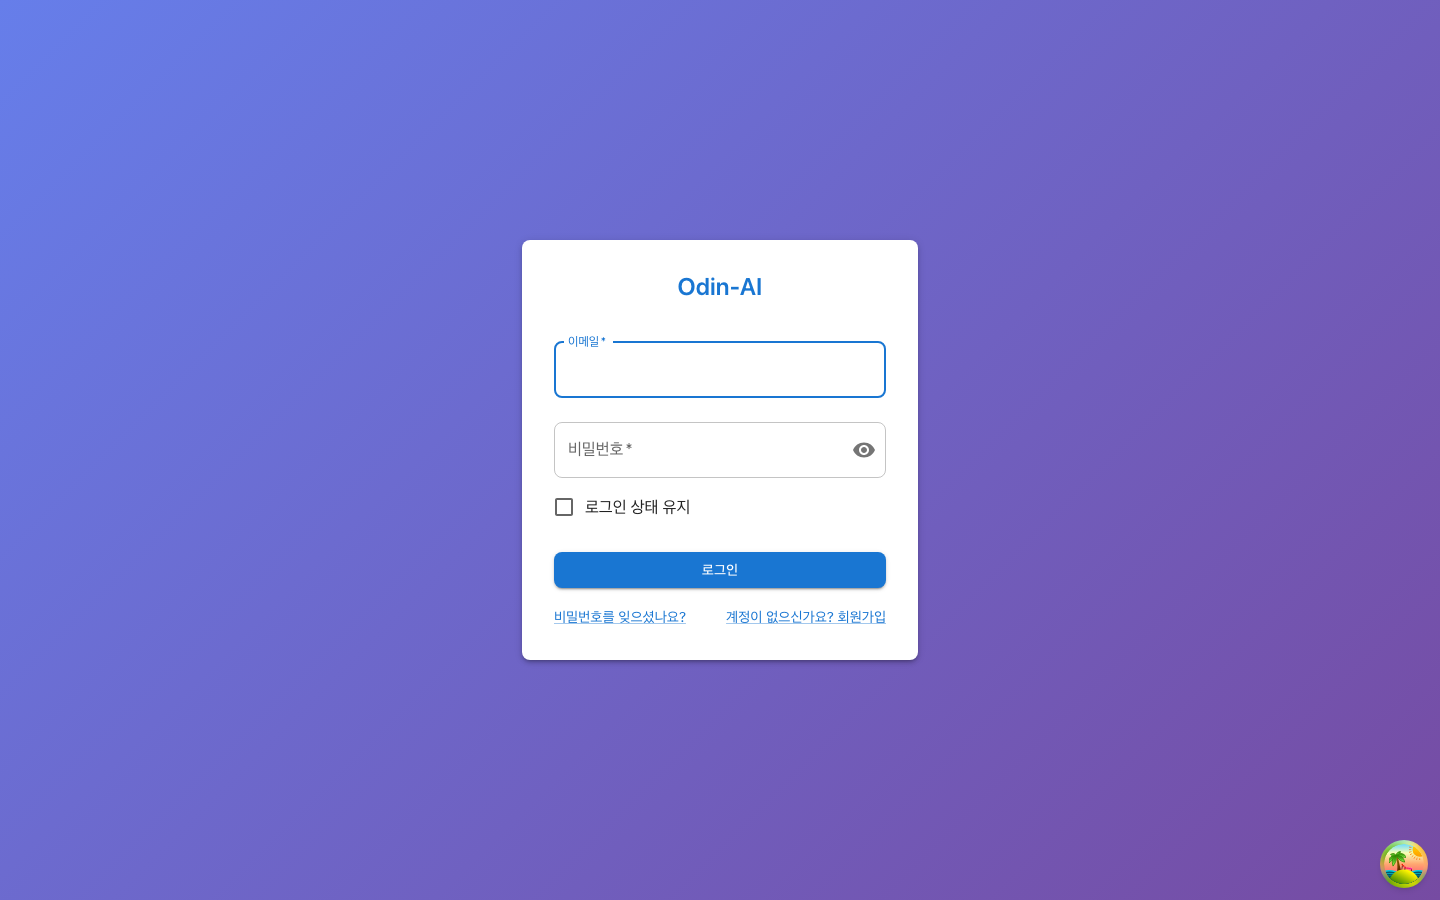 Odin-AI
이메일 *
비밀번호 *
로그인 상태 유지
로그인
비밀번호를 잊으셨나요?
계정이 없으신가요? 회원가입